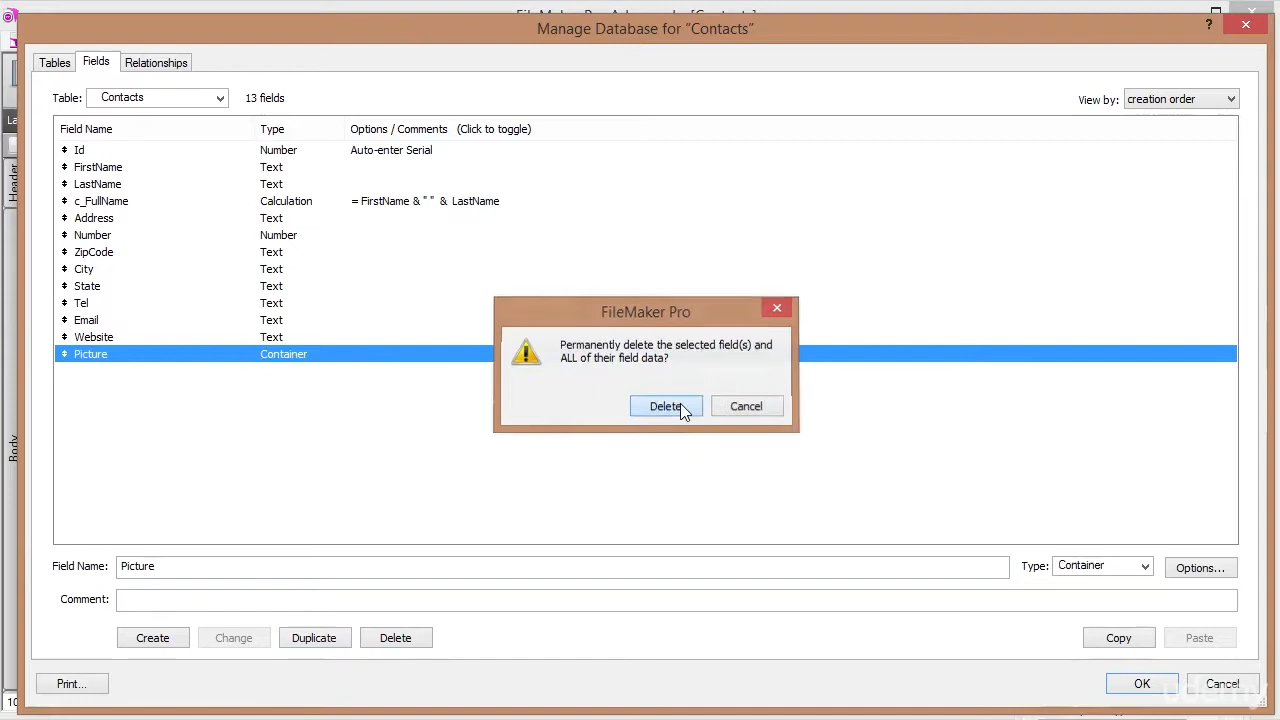 Manage Database for "Contacts"
?
Tables Fields Relationships
Table: Contacts 13 fields View by: creation order
Field Name Type Options / Comments (Click to toggle)
Id Number Auto-enter Serial
FirstName Text
LastName Text
c_FullName Calculation = FirstName & " " & LastName
Address Text
Number Number
ZipCode Text
City Text
State Text
Tel Text
Email Text
Website Text
Picture Container
FileMaker Pro
Permanently delete the selected field(s) and
ALL of their field data?
Delete Cancel
Header
Body
Field Name: Picture Type: Container Options...
Comment:
Create Change Duplicate Delete Copy Paste
Print... OK Cancel
udemy